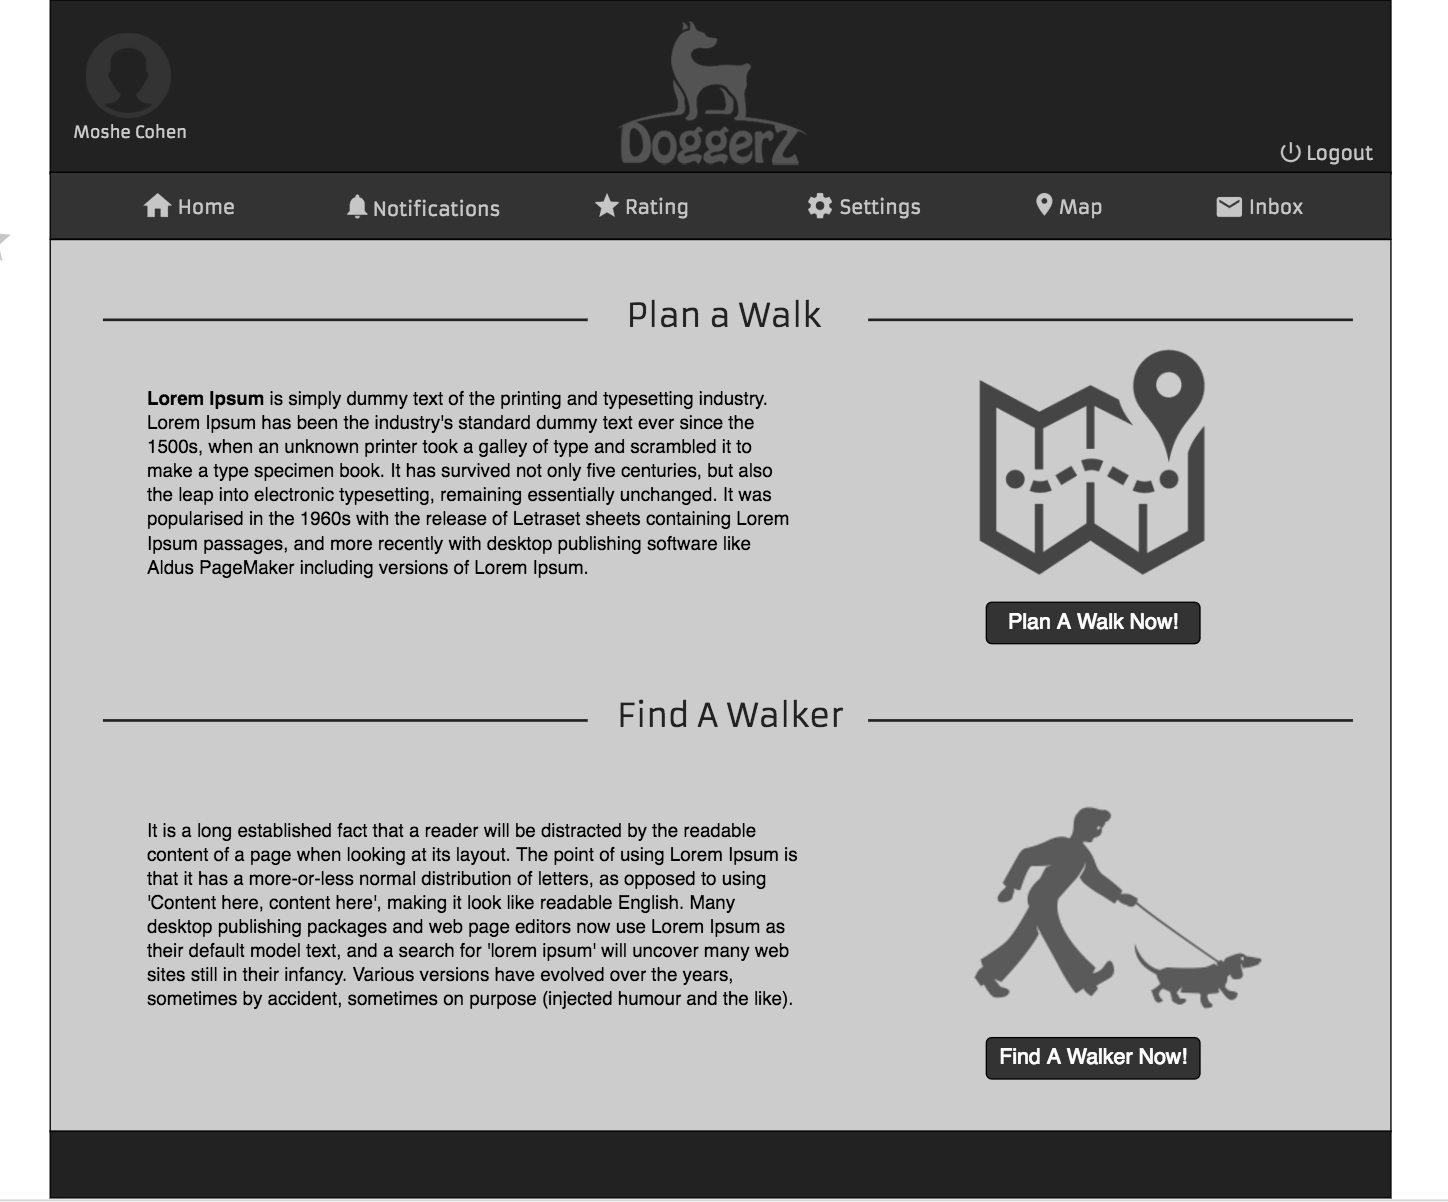 Moshe Cohen
DoggerZ
Logout
Home Notifications Rating Settings Map Inbox
Plan a Walk
Lorem Ipsum is simply dummy text of the printing and typesetting industry.
Lorem Ipsum has been the industry's standard dummy text ever since the
1500s, when an unknown printer took a galley of type and scrambled it to
make a type specimen book. It has survived not only five centuries, but also
the leap into electronic typesetting, remaining essentially unchanged. It was
popularised in the 1960s with the release of Letraset sheets containing Lorem
Ipsum passages, and more recently with desktop publishing software like
Aldus PageMaker including versions of Lorem Ipsum.
Plan A Walk Now!
Find A Walker
It is a long established fact that a reader will be distracted by the readable
content of a page when looking at its layout. The point of using Lorem Ipsum is
that it has a more-or-less normal distribution of letters, as opposed to using
'Content here, content here', making it look like readable English. Many
desktop publishing packages and web page editors now use Lorem Ipsum as
their default model text, and a search for 'lorem ipsum' will uncover many web
sites still in their infancy. Various versions have evolved over the years,
sometimes by accident, sometimes on purpose (injected humour and the like).
Find A Walker Now!